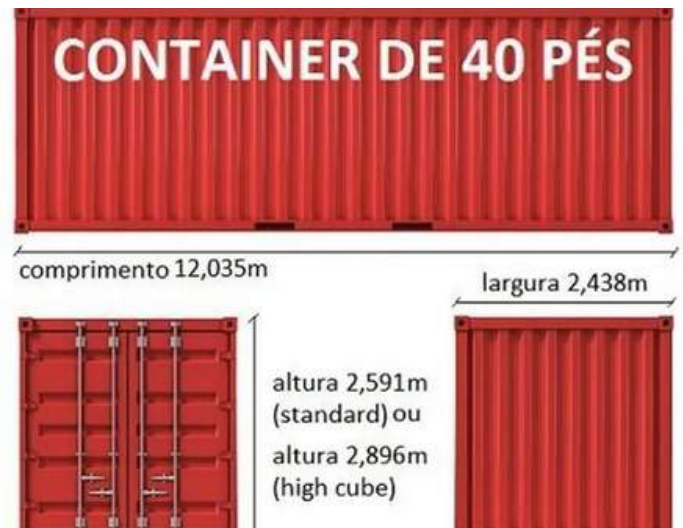 CONTAINER DE 40 PÉS
comprimento 12,035m
largura 2,438m
altura 2,591m
(standard) ou
altura 2,896m
(high cube)